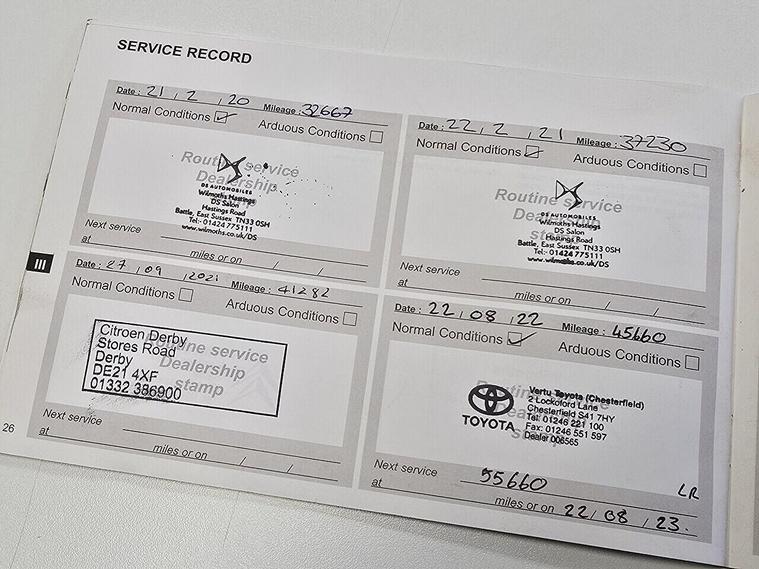 SERVICE RECORD
Date : 21 , 2 , 20 Mileage : 32667
Normal Conditions Arduous Conditions
Routine service
Dealership
DS AUTOMOBILES
Wilmoths Hastings
DS Salon
Hastings Road
Battle, East Sussex TN33 0SH
Tel:- 01424 775111
www.wilmoths.co.uk/DS
Next service
at miles or on / /
Date : 22 , 2 , 21 Mileage : 37230
Normal Conditions Arduous Conditions
Routine service
Dealership
stamp
DS AUTOMOBILES
Wilmoths Hastings
DS Salon
Hastings Road
Battle, East Sussex TN33 0SH
Tel:- 01424 775111
www.wilmoths.co.uk/DS
Next service
at miles or on / /
III
Date : 27 , 09 , 2021 Mileage : 41282
Normal Conditions Arduous Conditions
Routine service
Dealership
stamp
Citroen Derby
Stores Road
Derby
DE21 4XF
01332 386900
Next service
at miles or on / /
Date : 22 , 08 , 22 Mileage : 45660
Normal Conditions Arduous Conditions
Routine service
Dealership
stamp
TOYOTA
Vertu Toyota (Chesterfield)
2 Lockoford Lane
Chesterfield S41 7HY
Tel: 01246 221 100
Fax: 01246 551 597
Dealer 006565
Next service 55660 LR
at miles or on 22 / 08 / 23.
26